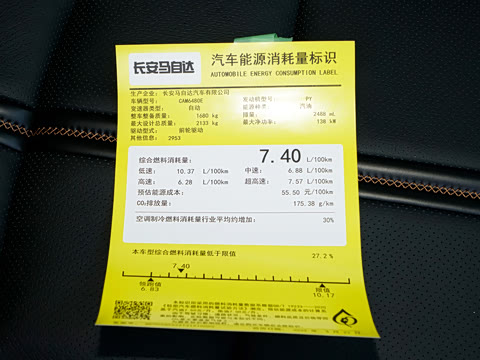 长安马自达
汽车能源消耗量标识
AUTOMOBILE ENERGY CONSUMPTION LABEL
生产企业: 长安马自达汽车有限公司
车辆型号: CAM6480E 发动机型号: PY
变速器类型: 自动 能源种类: 汽油
整车整备质量: 1680 kg 排量: 2488 mL
最大设计总质量: 2133 kg 最大净功率: 138 kW
驱动型式: 前轮驱动
其他信息: 2953
综合燃料消耗量: 7.40 L/100km
低速: 10.37 L/100km 中速: 6.88 L/100km
高速: 6.28 L/100km 超高速: 7.57 L/100km
预估能源成本: 55.50 元/100km
CO₂排放量: 175.38 g/km
空调制冷燃料消耗量行业平均约增加: 30%
本车型综合燃料消耗量低于限值 27.2%
7.40
领跑值 限值
6.83 10.17